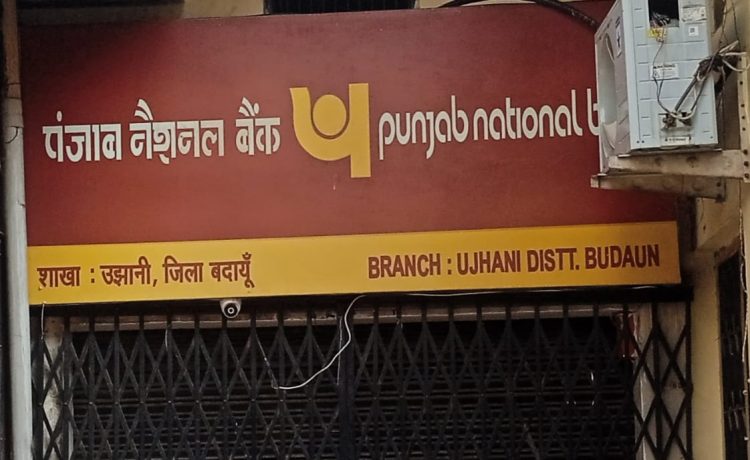 पंजाब नैशनल बैंक punjab national
शाखा : उझानी, जिला बदायूँ BRANCH : UJHANI DISTT. BUDAUN